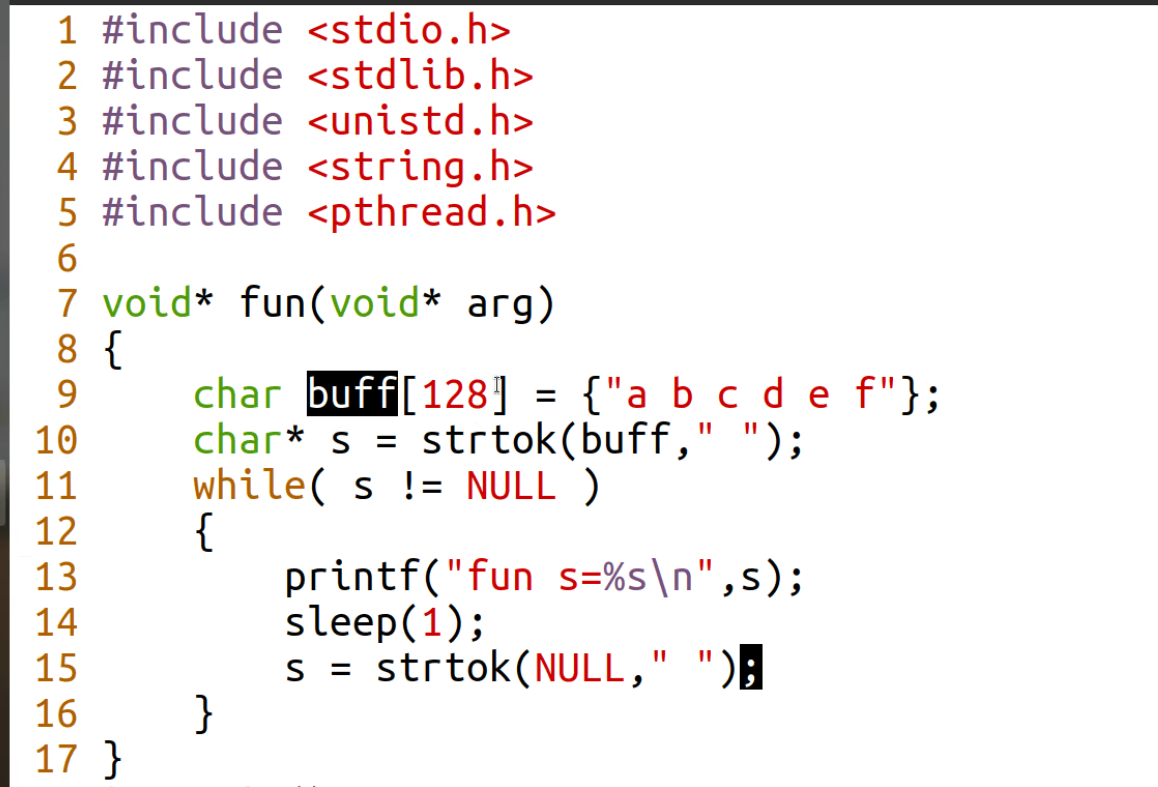 1 #include <stdio.h>
2 #include <stdlib.h>
3 #include <unistd.h>
4 #include <string.h>
5 #include <pthread.h>
6
7 void* fun(void* arg)
8 {
9     char buff[128] = {"a b c d e f"};
10     char* s = strtok(buff," ");
11     while( s != NULL )
12     {
13         printf("fun s=%s\n",s);
14         sleep(1);
15         s = strtok(NULL," ");
16     }
17 }